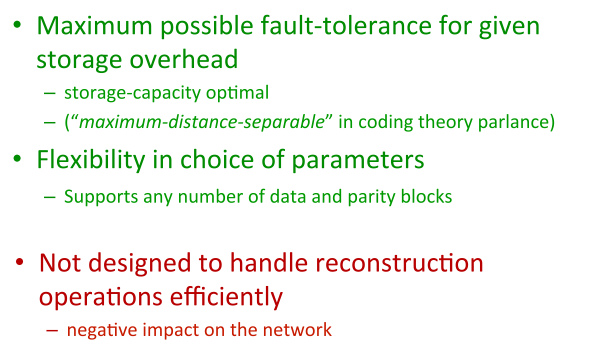 • Maximum possible fault-tolerance for given
storage overhead
– storage-capacity optimal
– (“maximum-distance-separable” in coding theory parlance)
• Flexibility in choice of parameters
– Supports any number of data and parity blocks
• Not designed to handle reconstruction
operations efficiently
– negative impact on the network